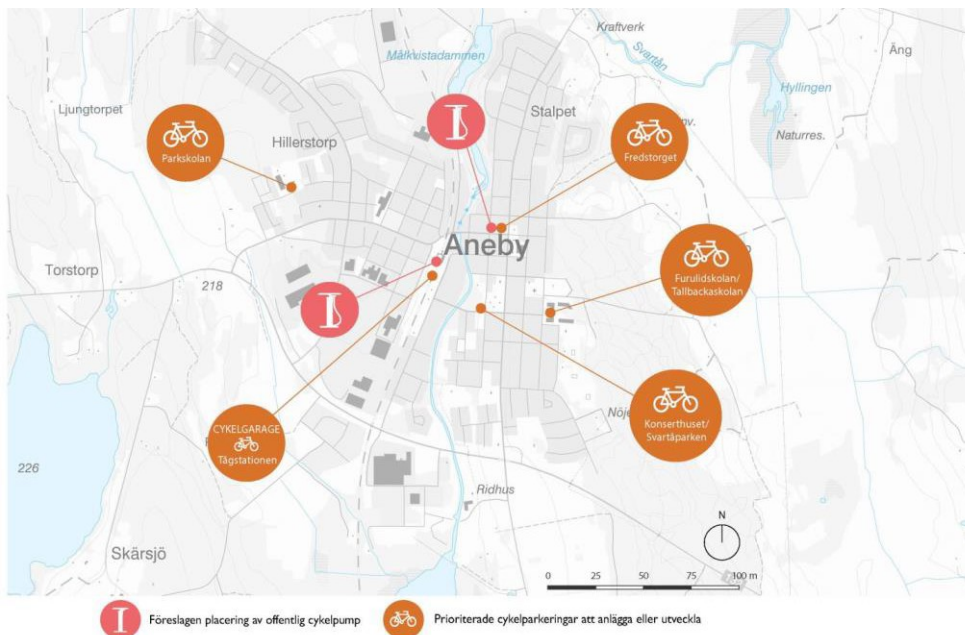 Kraftverk
Målkvistadammen
Svartån
Äng
Hyllingen
Ljungtorpet
Stalpet
Hillerstorp
Parkskolan
Fredstorget
nv.
Naturres.
Aneby
Torstorp
218
Furulidskolan/
Tallbackaskolan
CYKELGARAGE
Tågstationen
Konserthuset/
Svartåparken
Nöje
226
Ridhus
N
Skärsjö
0 25 50 75 100 m
Föreslagen placering av offentlig cykelpump
Prioriterade cykelparkeringar att anlägga eller utveckla